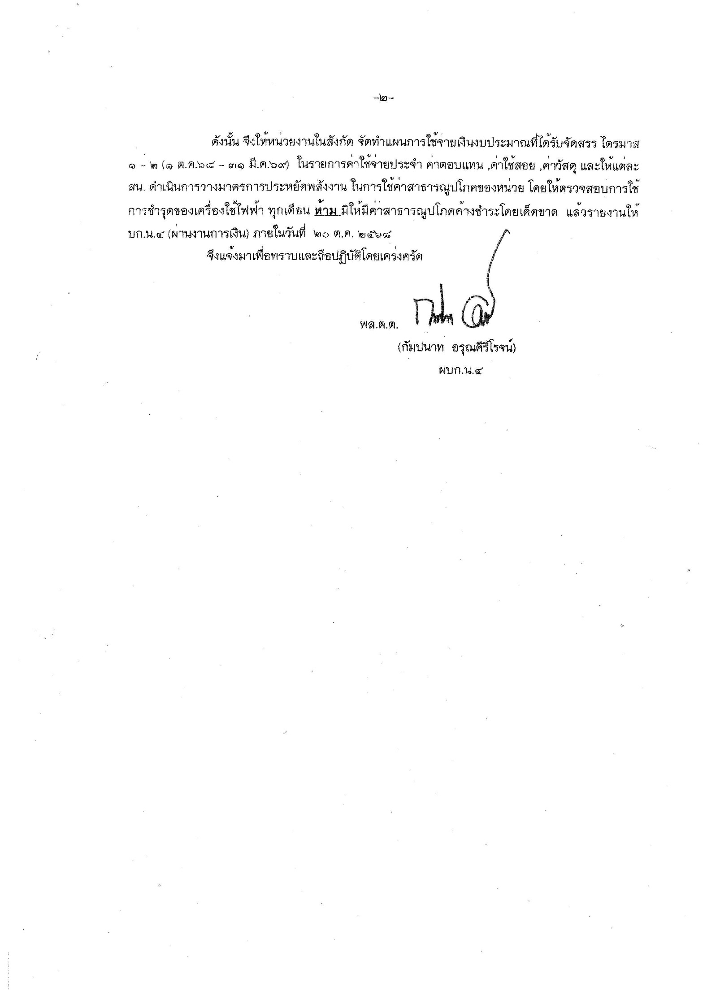 -๒-
ดังนั้น จึงให้หน่วยงานในสังกัด จัดทำแผนการใช้จ่ายเงินงบประมาณที่ได้รับจัดสรร ไตรมาส
๑ - ๒ (๑ ต.ค.๖๘ - ๓๑ มี.ค.๖๙) ในรายการค่าใช้จ่ายประจำ ค่าตอบแทน ,ค่าใช้สอย ,ค่าวัสดุ และให้แต่ละ
สน. ดำเนินการวางมาตรการประหยัดพลังงาน ในการใช้ค่าสาธารณูปโภคของหน่วย โดยให้ตรวจสอบการใช้
การชำรุดของเครื่องใช้ไฟฟ้า ทุกเดือน ห้าม มิให้มีค่าสาธารณูปโภคค้างชำระโดยเด็ดขาด แล้วรายงานให้
บก.น.๔ (ผ่านงานการเงิน) ภายในวันที่ ๒๐ ต.ค. ๒๕๖๘
จึงแจ้งมาเพื่อทราบและถือปฏิบัติโดยเคร่งครัด
พล.ต.ต.
(กัมปนาท อรุณคีรีโรจน์)
ผบก.น.๔